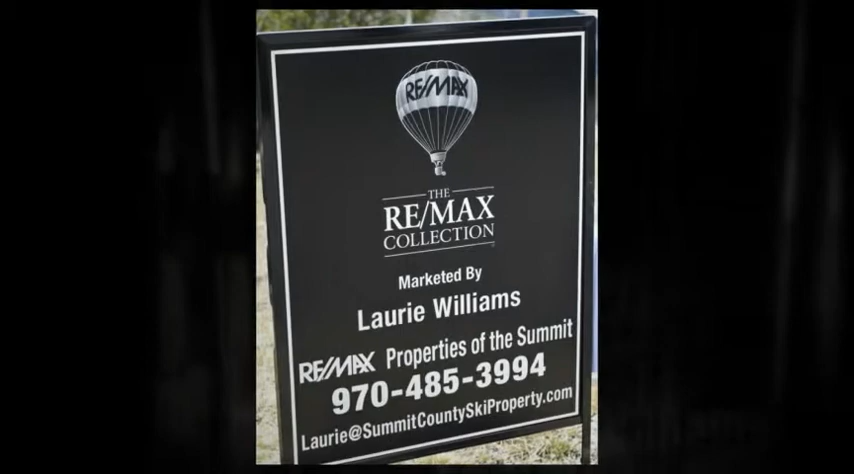 RE/MAX
THE
RE/MAX
COLLECTION
Marketed By
Laurie Williams
RE/MAX Properties of the Summit
970-485-3994
Laurie@SummitCountySkiProperty.com